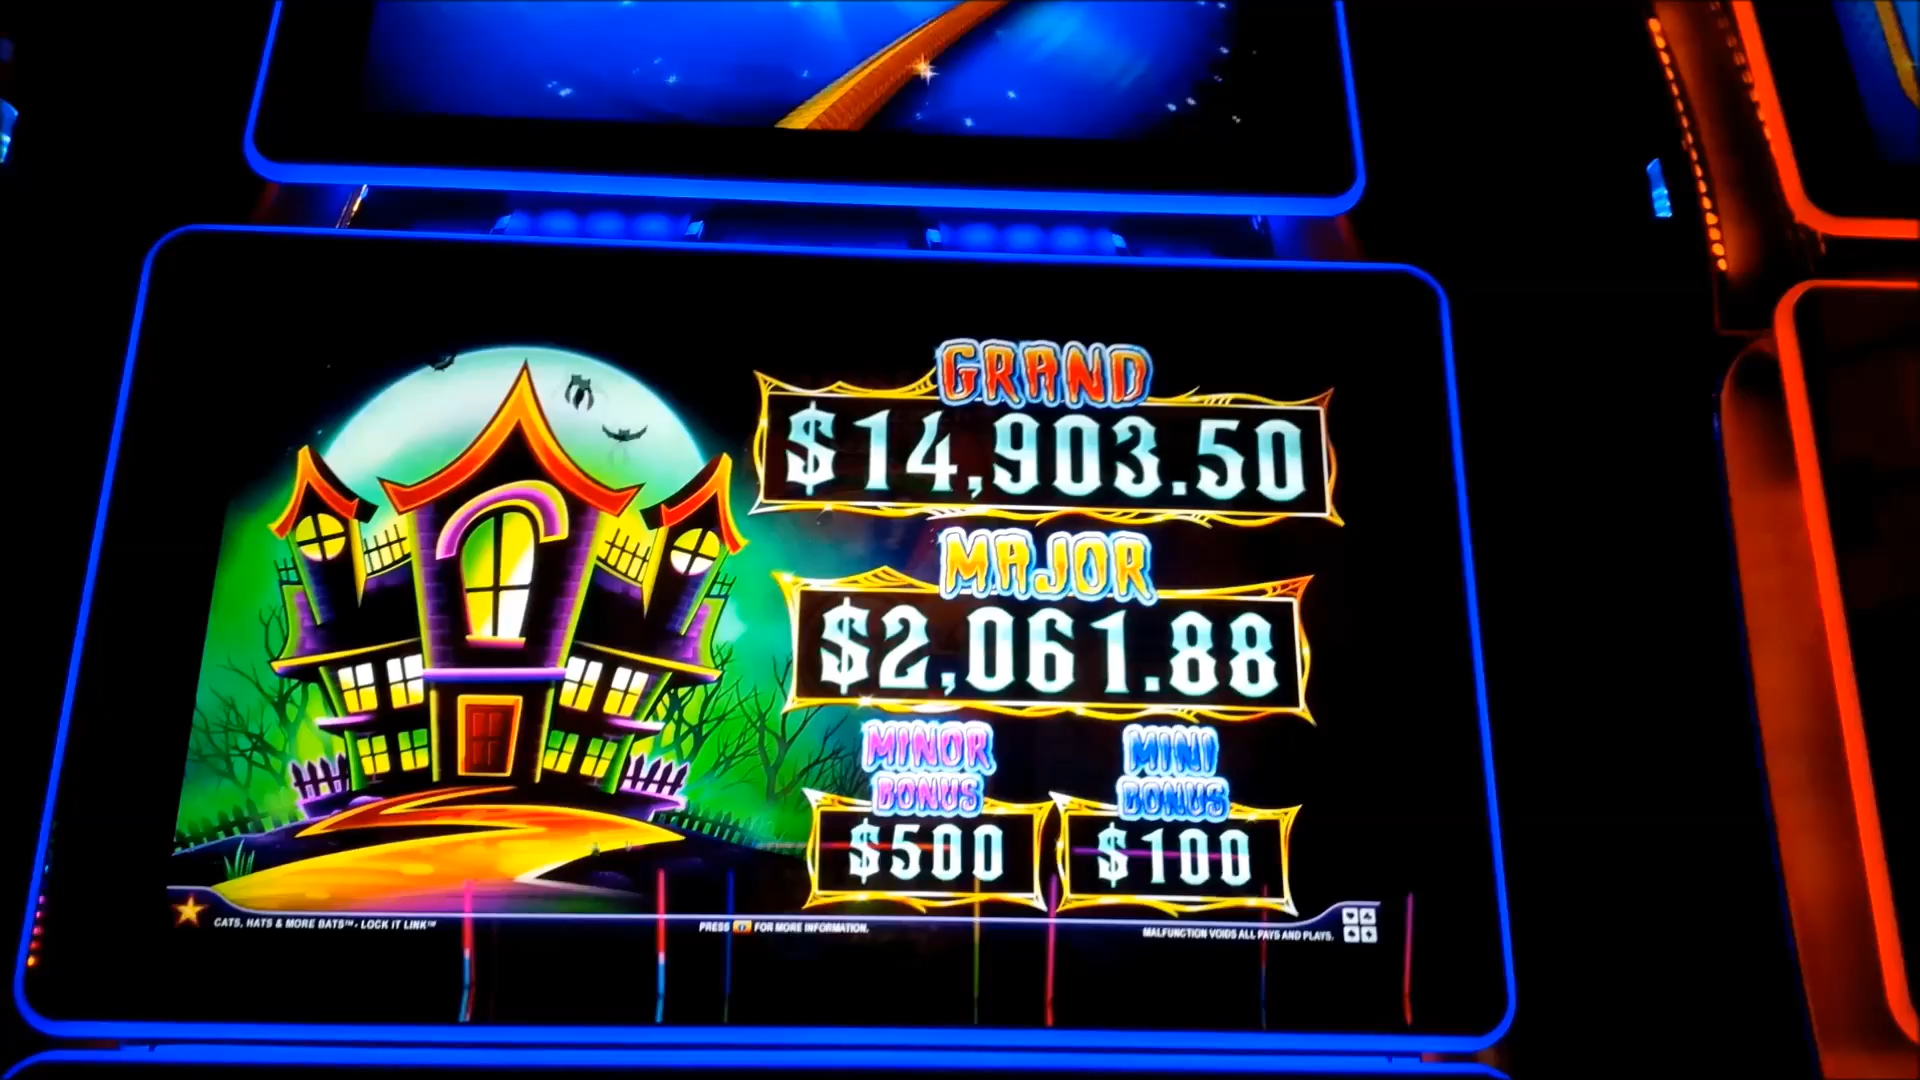 GRAND
$14,903.50
MAJOR
$2,061.88
MINOR BONUS
$500
MINI BONUS
$100
CATS, HATS & MORE BATS™ - LOCK IT LINK™
PRESS FOR MORE INFORMATION.
MALFUNCTION VOIDS ALL PAYS AND PLAYS.